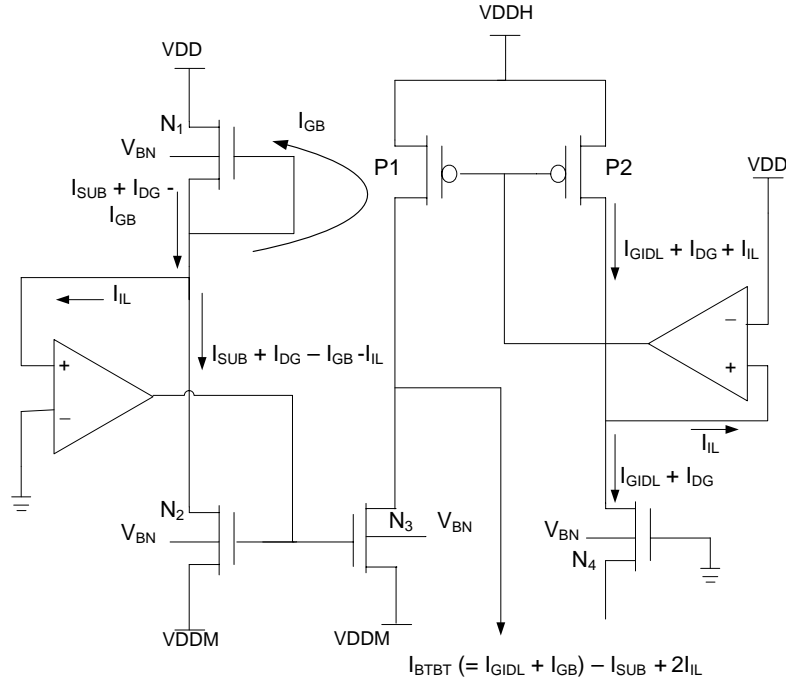 VDDH
VDD
N1
IGB
VBN
P1
P2
VDD
ISUB + IDG -
IGB
IGIDL + IDG + IIL
IIL
−
+
ISUB + IDG – IGB -IIL
+
−
IIL
IGIDL + IDG
N2
VBN
N3
VBN
VBN
N4
VDDM
VDDM
IBTBT (= IGIDL + IGB) – ISUB + 2IIL